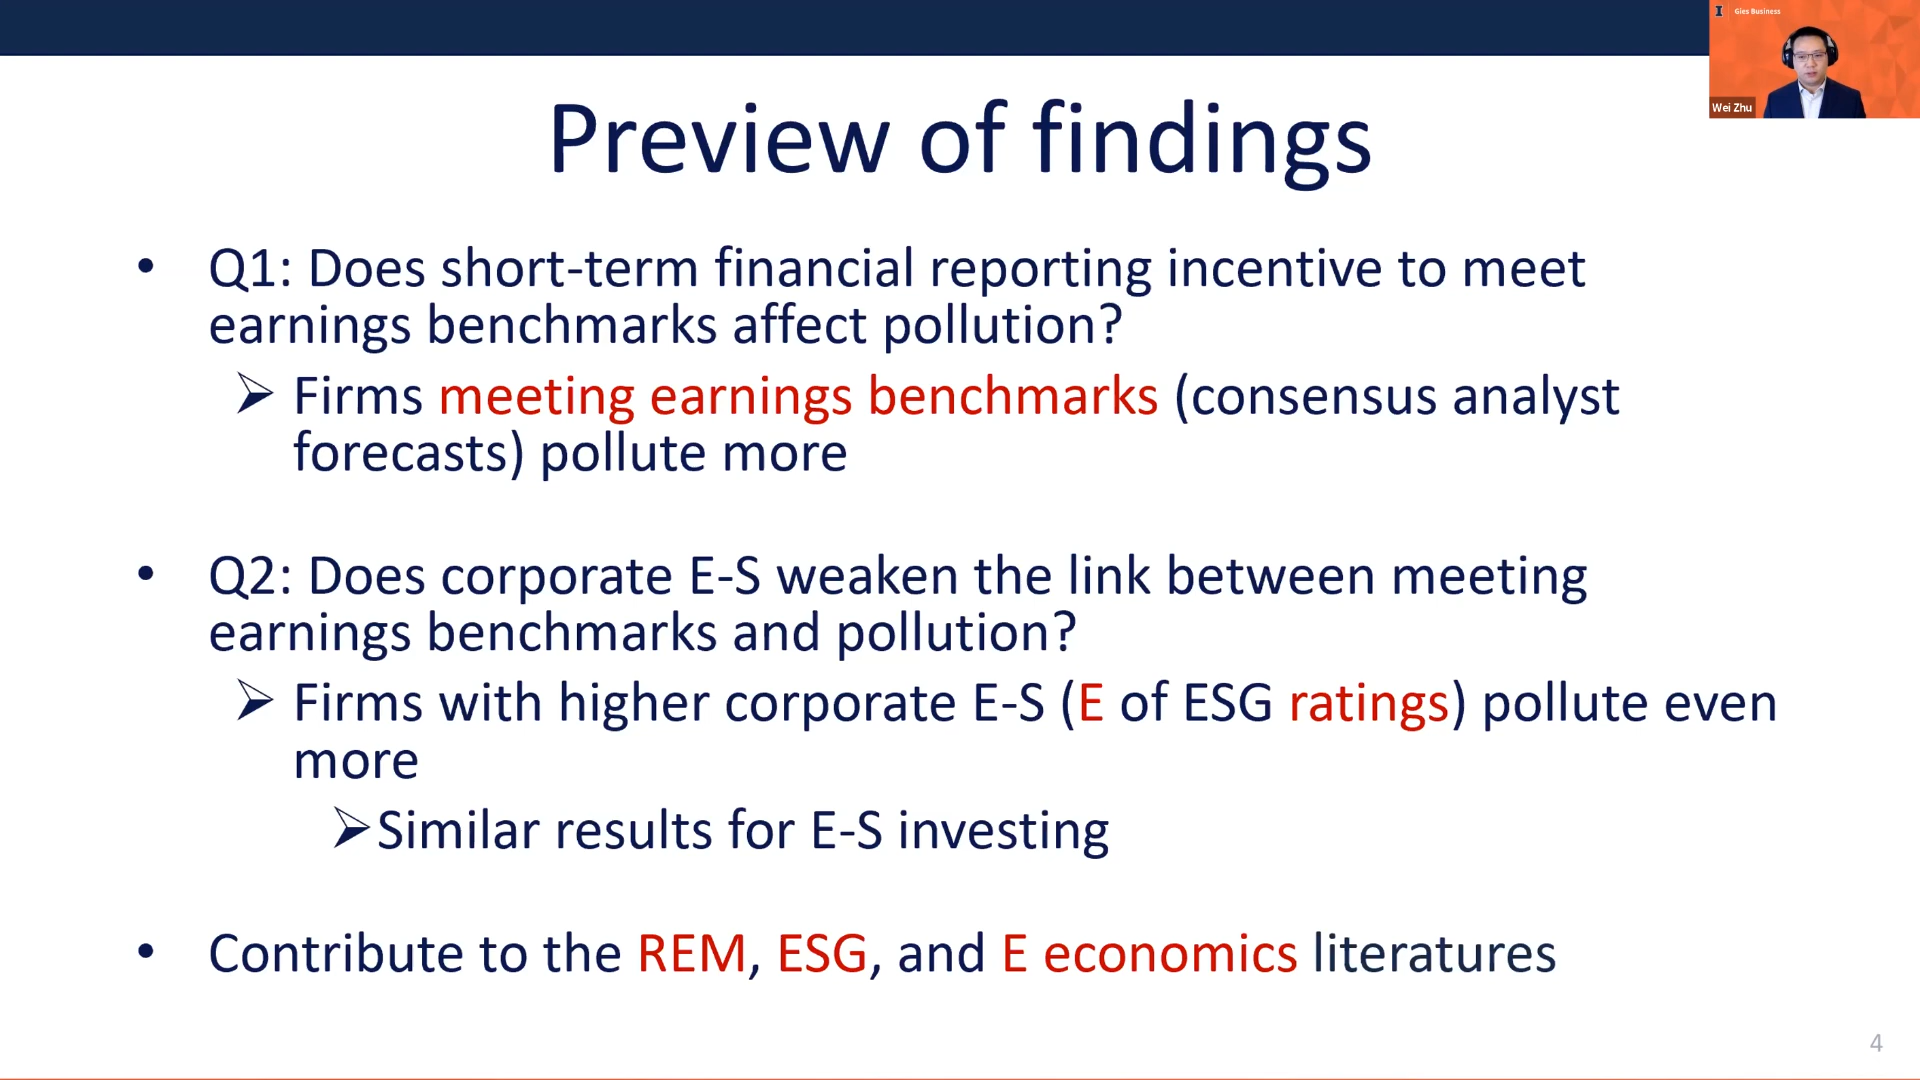 Gies Business
Wei Zhu
Preview of findings
• Q1: Does short-term financial reporting incentive to meet
earnings benchmarks affect pollution?
➢ Firms meeting earnings benchmarks (consensus analyst
forecasts) pollute more
• Q2: Does corporate E-S weaken the link between meeting
earnings benchmarks and pollution?
➢ Firms with higher corporate E-S (E of ESG ratings) pollute even
more
➢Similar results for E-S investing
• Contribute to the REM, ESG, and E economics literatures
4